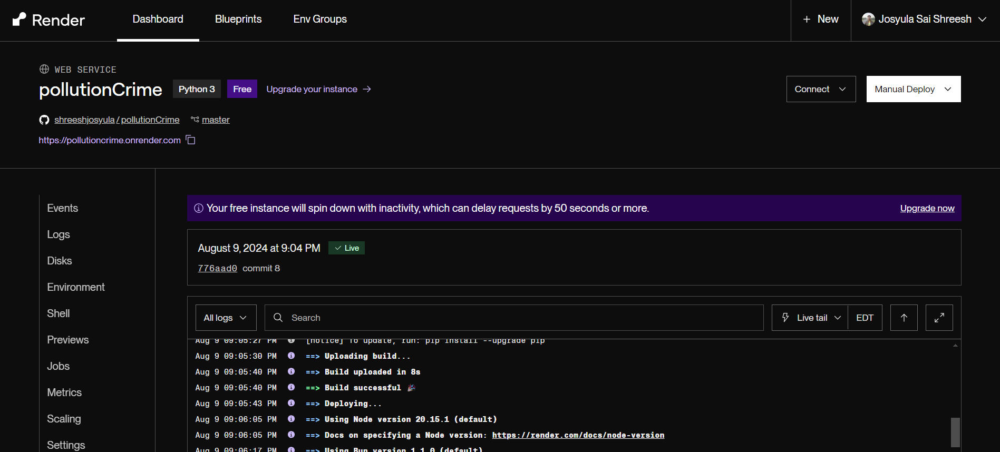 Render Dashboard Blueprints Env Groups + New Josyula Sai Shreesh
WEB SERVICE
pollutionCrime Python 3 Free Upgrade your instance → Connect Manual Deploy
shreeshjosyula / pollutionCrime master
https://pollutioncrime.onrender.com
Events
Logs
Disks
Environment
Shell
Previews
Jobs
Metrics
Scaling
Settings
Your free instance will spin down with inactivity, which can delay requests by 50 seconds or more. Upgrade now
August 9, 2024 at 9:04 PM ✓ Live
776aad0 commit 8
All logs Search Live tail EDT
Aug 9 09:05:27 PM [notice] To update, run: pip install --upgrade pip
Aug 9 09:05:30 PM ==> Uploading build...
Aug 9 09:05:40 PM ==> Build uploaded in 8s
Aug 9 09:05:40 PM ==> Build successful 🎉
Aug 9 09:05:43 PM ==> Deploying...
Aug 9 09:06:05 PM ==> Using Node version 20.15.1 (default)
Aug 9 09:06:05 PM ==> Docs on specifying a Node version: https://render.com/docs/node-version
Aug 9 09:06:17 PM ==> Using Bun version 1.1.0 (default)